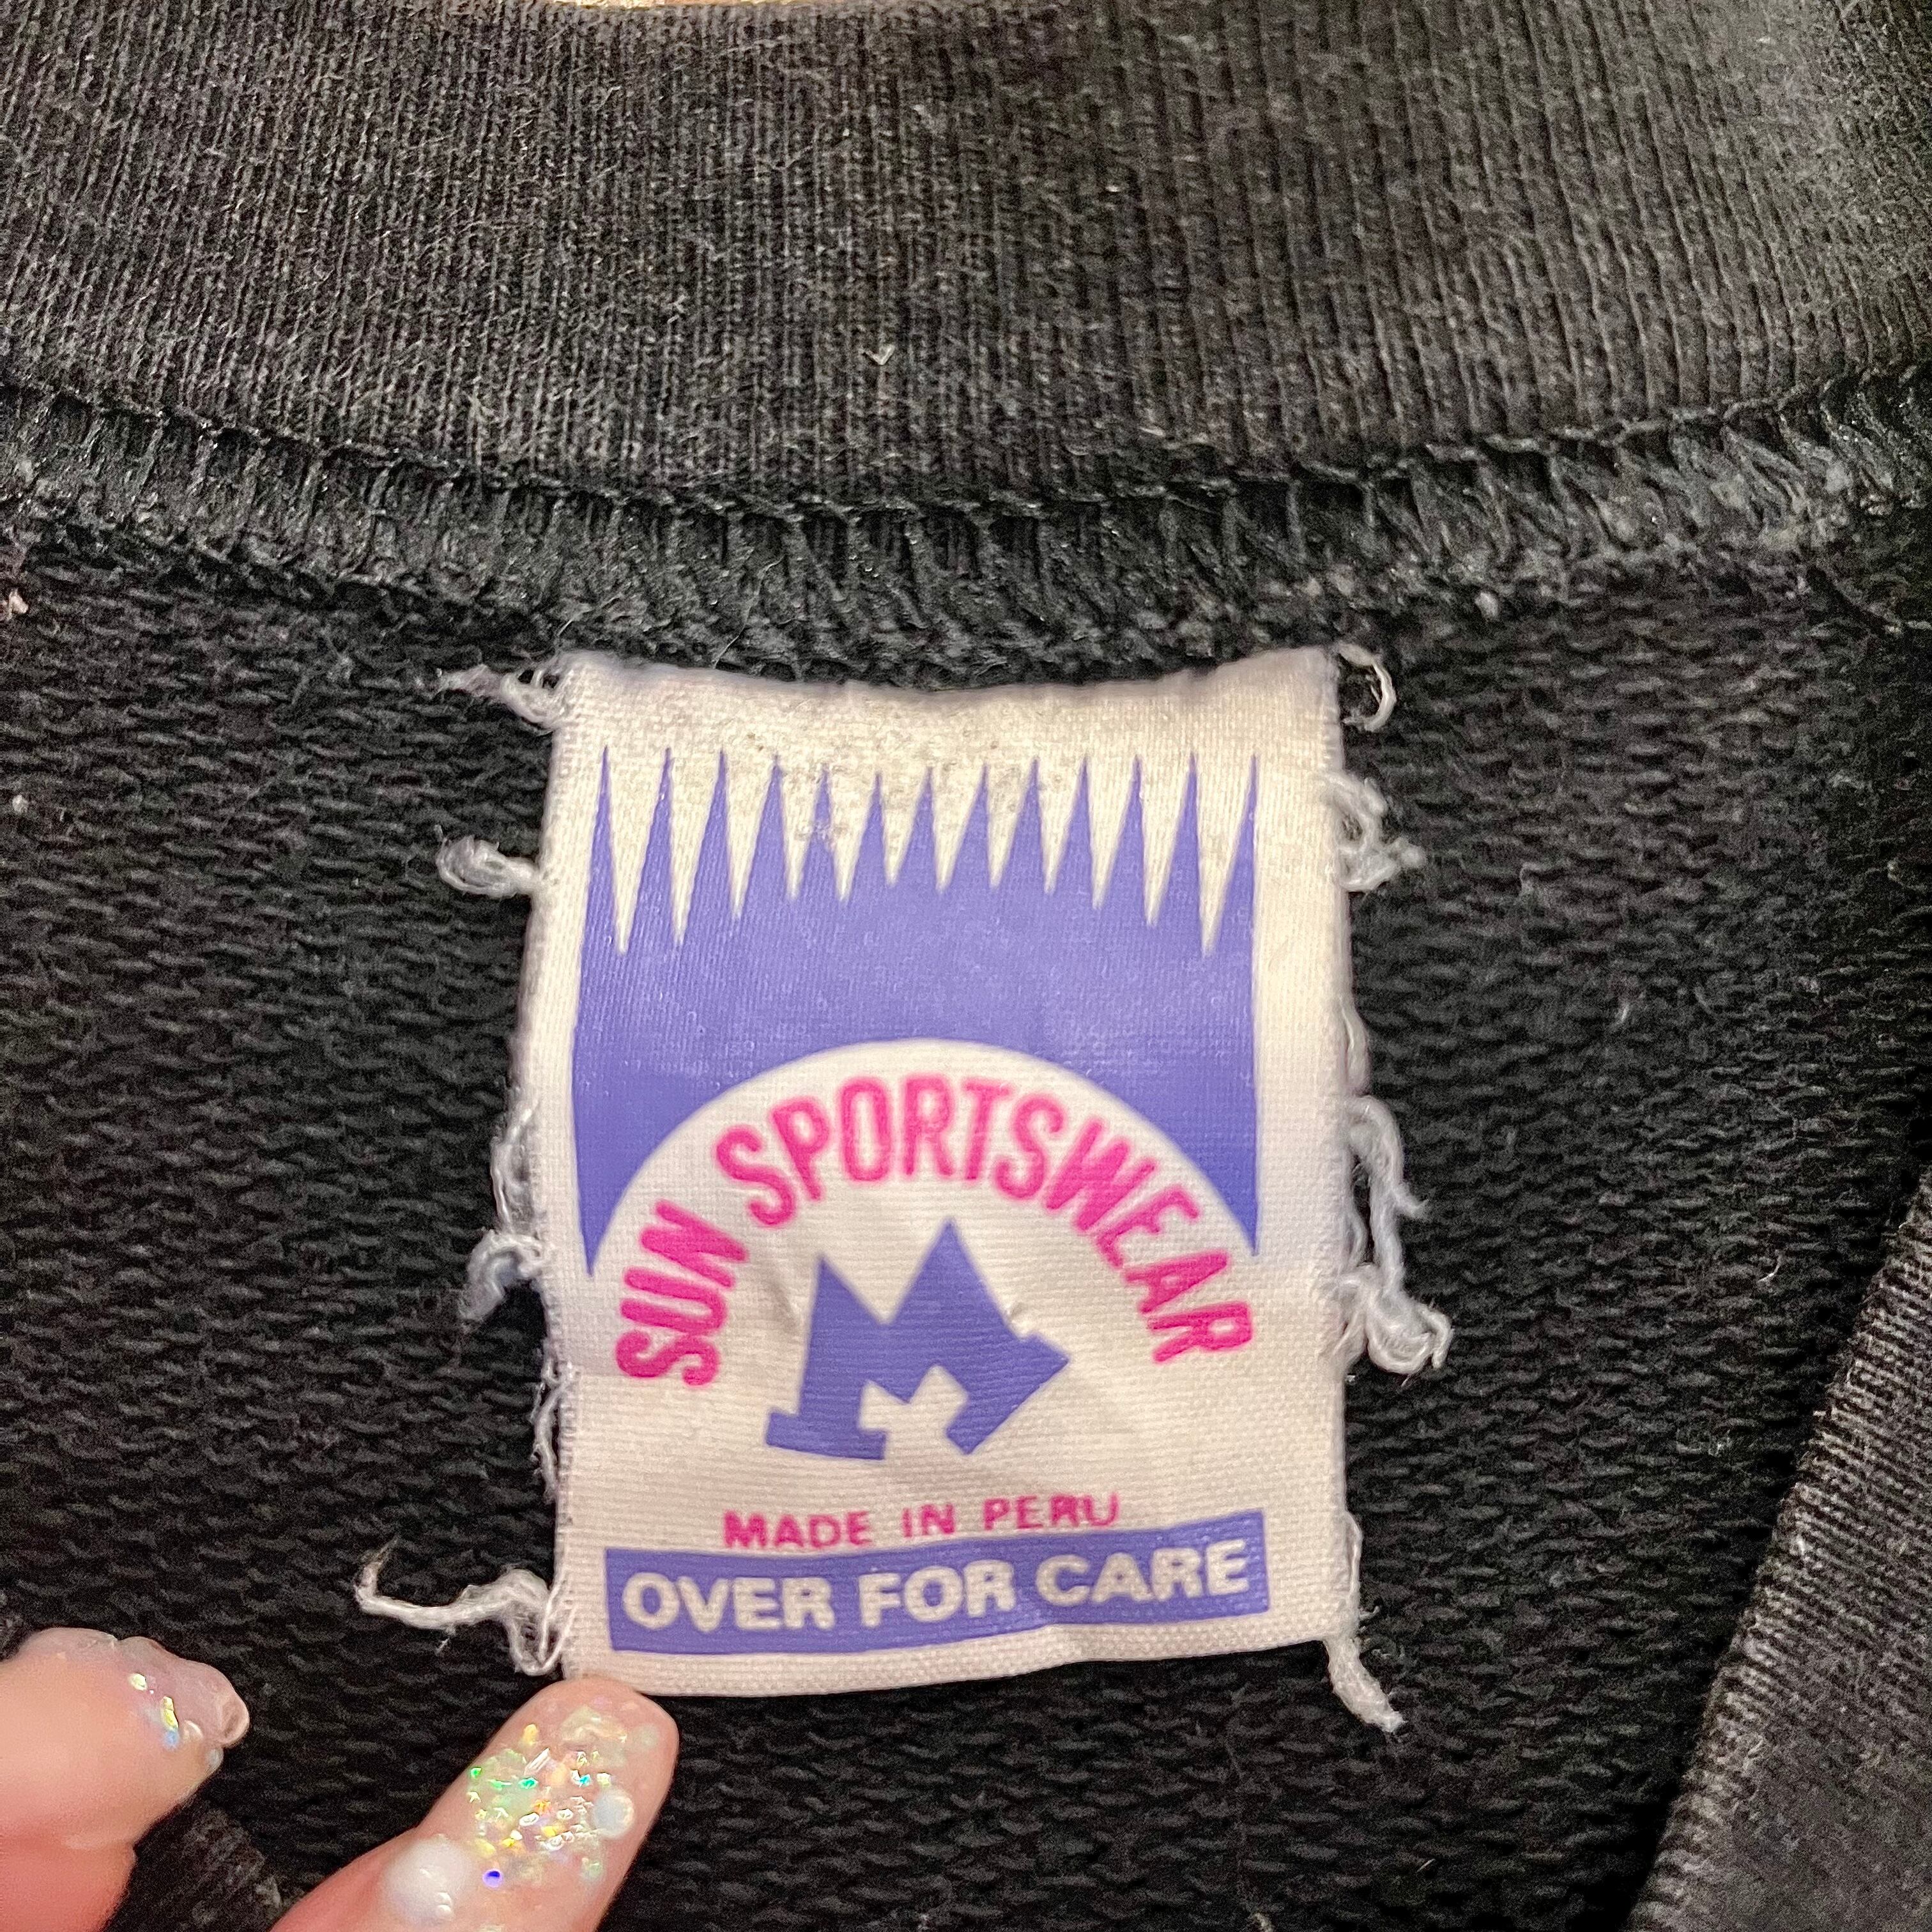 SUN SPORTSWEAR
M
MADE IN PERU
OVER FOR CARE